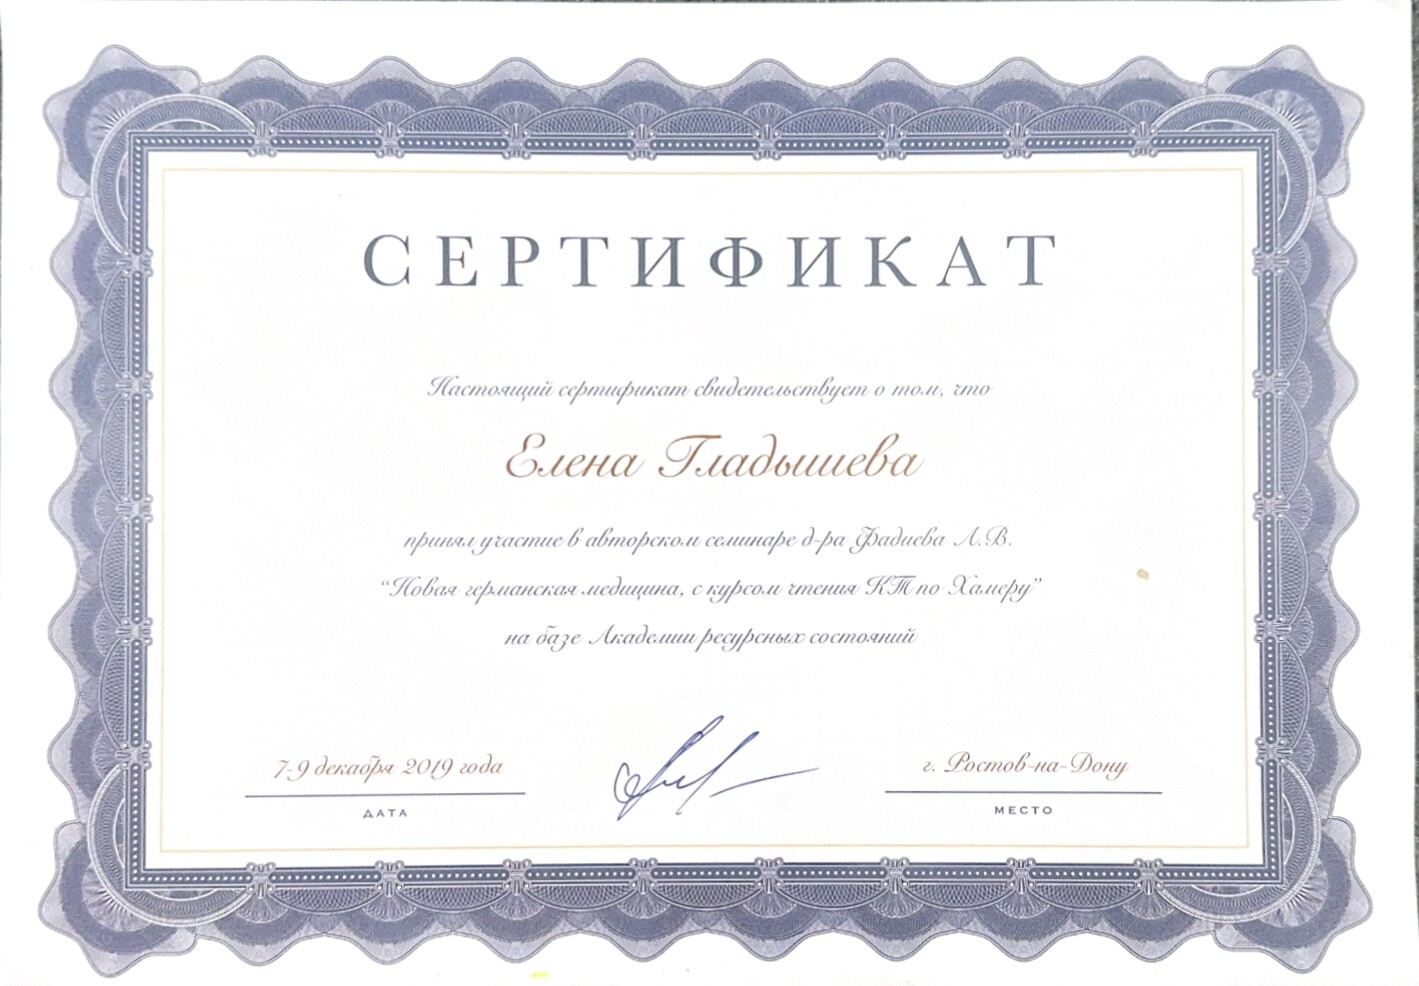 СЕРТИФИКАТ
Настоящий сертификат свидетельствует о том, что
Елена Гладышева
принял участие в авторском семинаре д-ра Фадиева А.В.
“Новая германская медицина, с курсом чтения КТ по Хамеру”
на базе Академии ресурсных состояний
7-9 декабря 2019 года
г. Ростов-на-Дону
ДАТА
МЕСТО